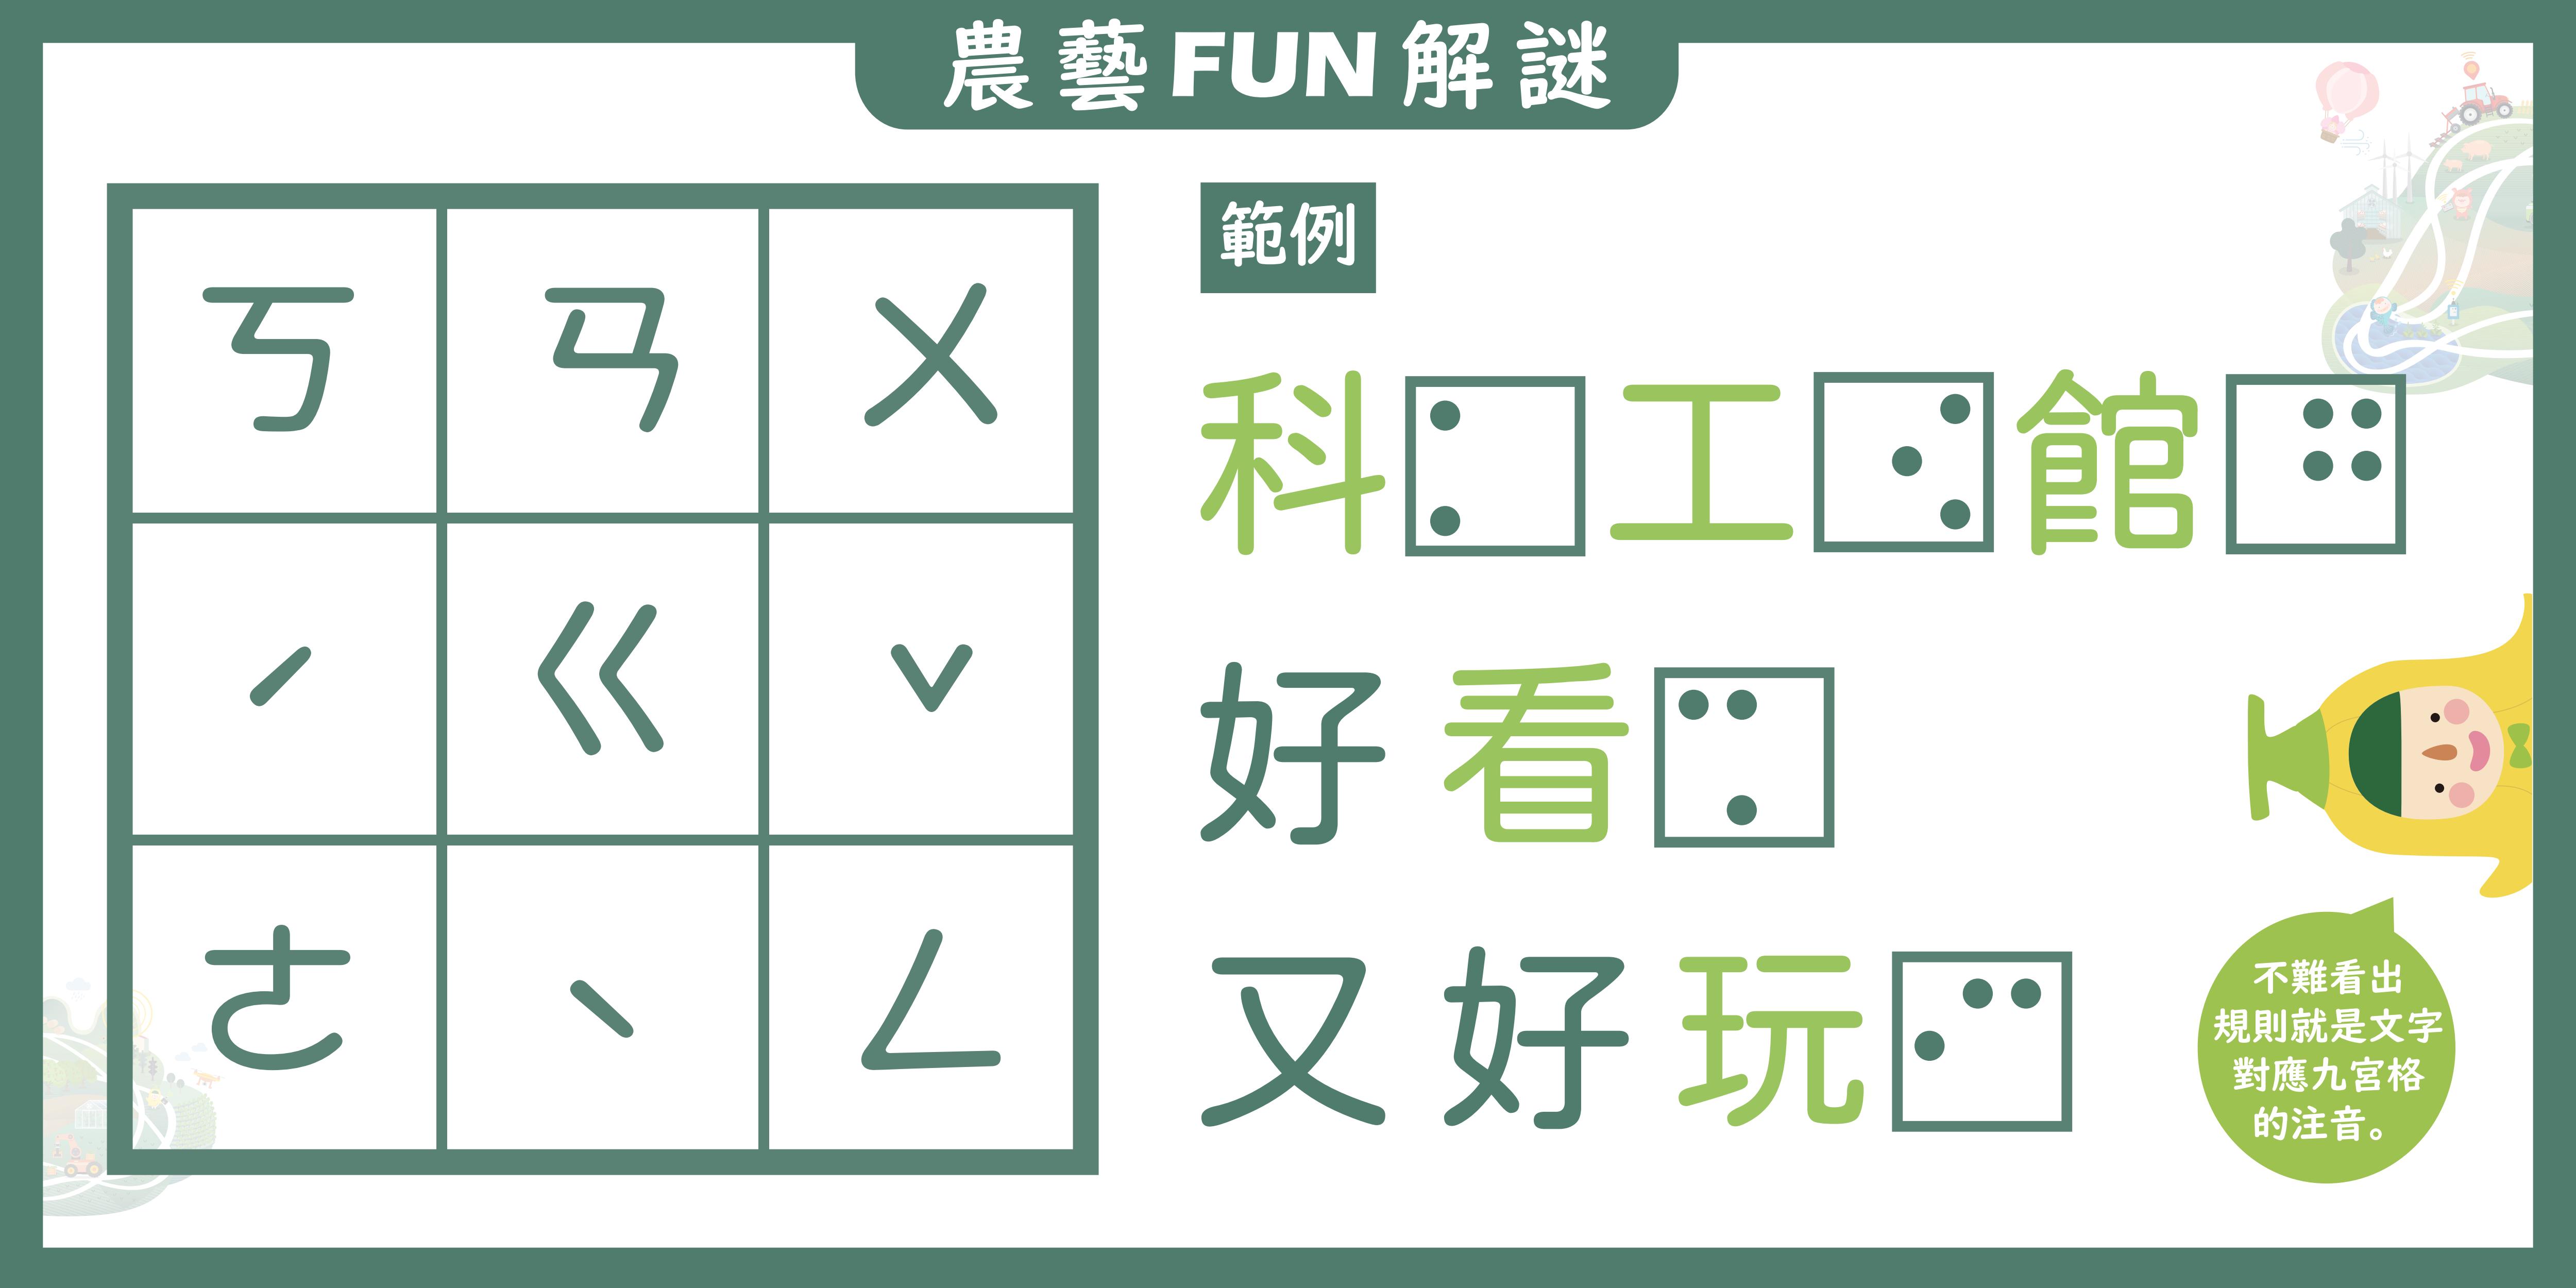 農藝FUN解謎
ㄎ ㄢ ㄨ
ˊ ㄍ ˇ
ㄜ ˋ ㄥ
範例
科工館
好看
又好玩
不難看出
規則就是文字
對應九宮格
的注音。